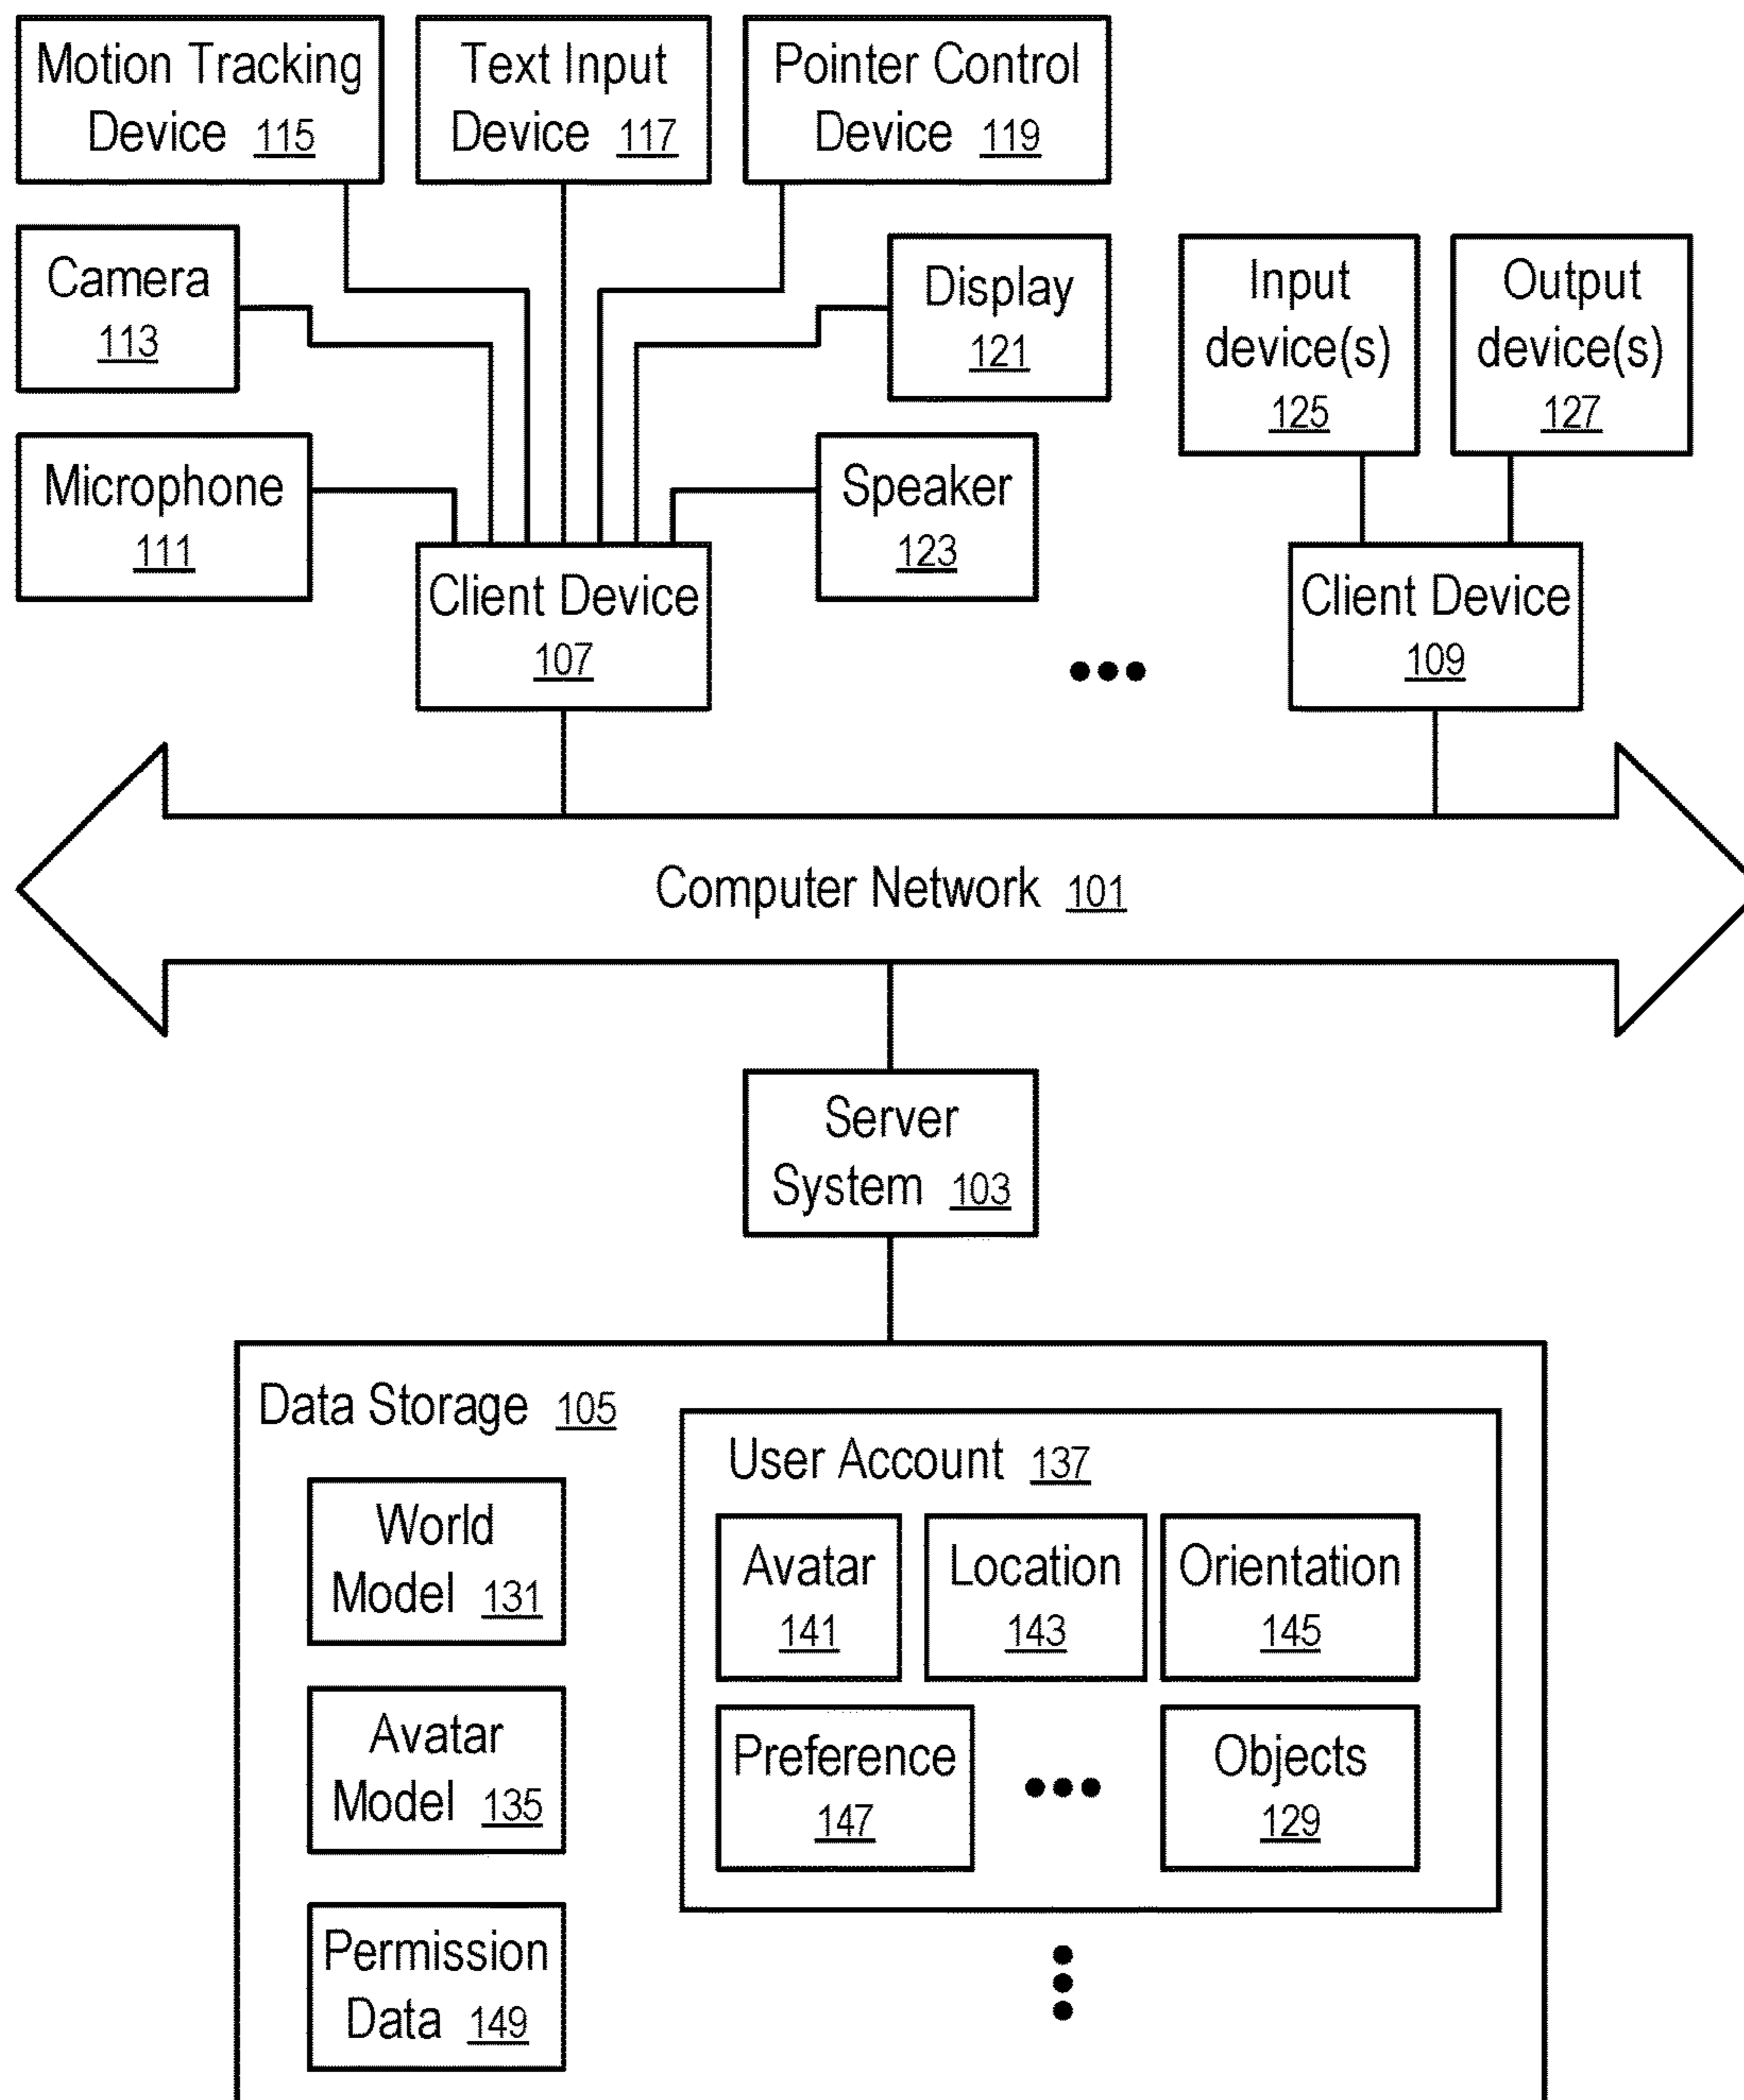 Motion Tracking
Device 115
Text Input
Device 117
Pointer Control
Device 119
Camera
113
Display
121
Input
device(s)
125
Output
device(s)
127
Microphone
111
Speaker
123
Client Device
107
Client Device
109
Computer Network 101
Server
System 103
Data Storage 105
User Account 137
World
Model 131
Avatar
141
Location
143
Orientation
145
Avatar
Model 135
Preference
147
Objects
129
Permission
Data 149